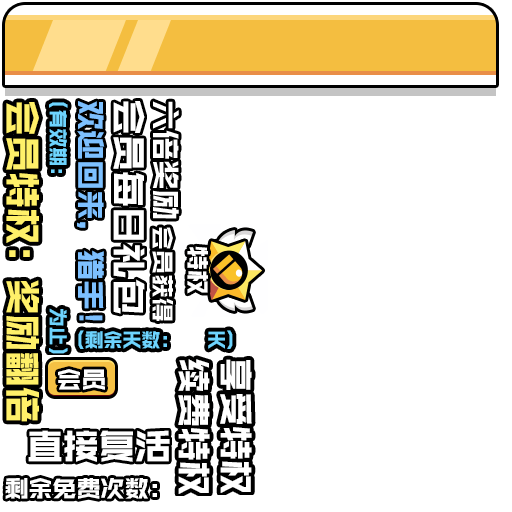 会员特权：奖励翻倍
(有效期：
为止)
欢迎回来，猎手！
会员每日礼包
六倍奖励
会员获得
特权
(剩余天数：
天)
会员
享受特权
续费特权
直接复活
剩余免费次数：